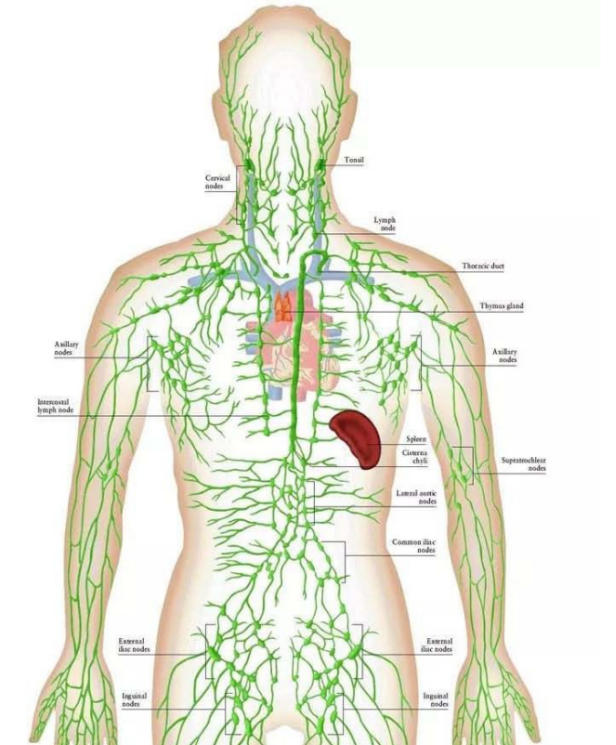 Tonsil
Cervical
nodes
Lymph
node
Thoracic duct
Thymus gland
Axillary
nodes
Axillary
nodes
Intercostal
lymph node
Spleen
Cisterna
chyli
Supratrochlear
nodes
Lateral aortic
nodes
Common iliac
nodes
External
iliac nodes
External
iliac nodes
Inguinal
nodes
Inguinal
nodes